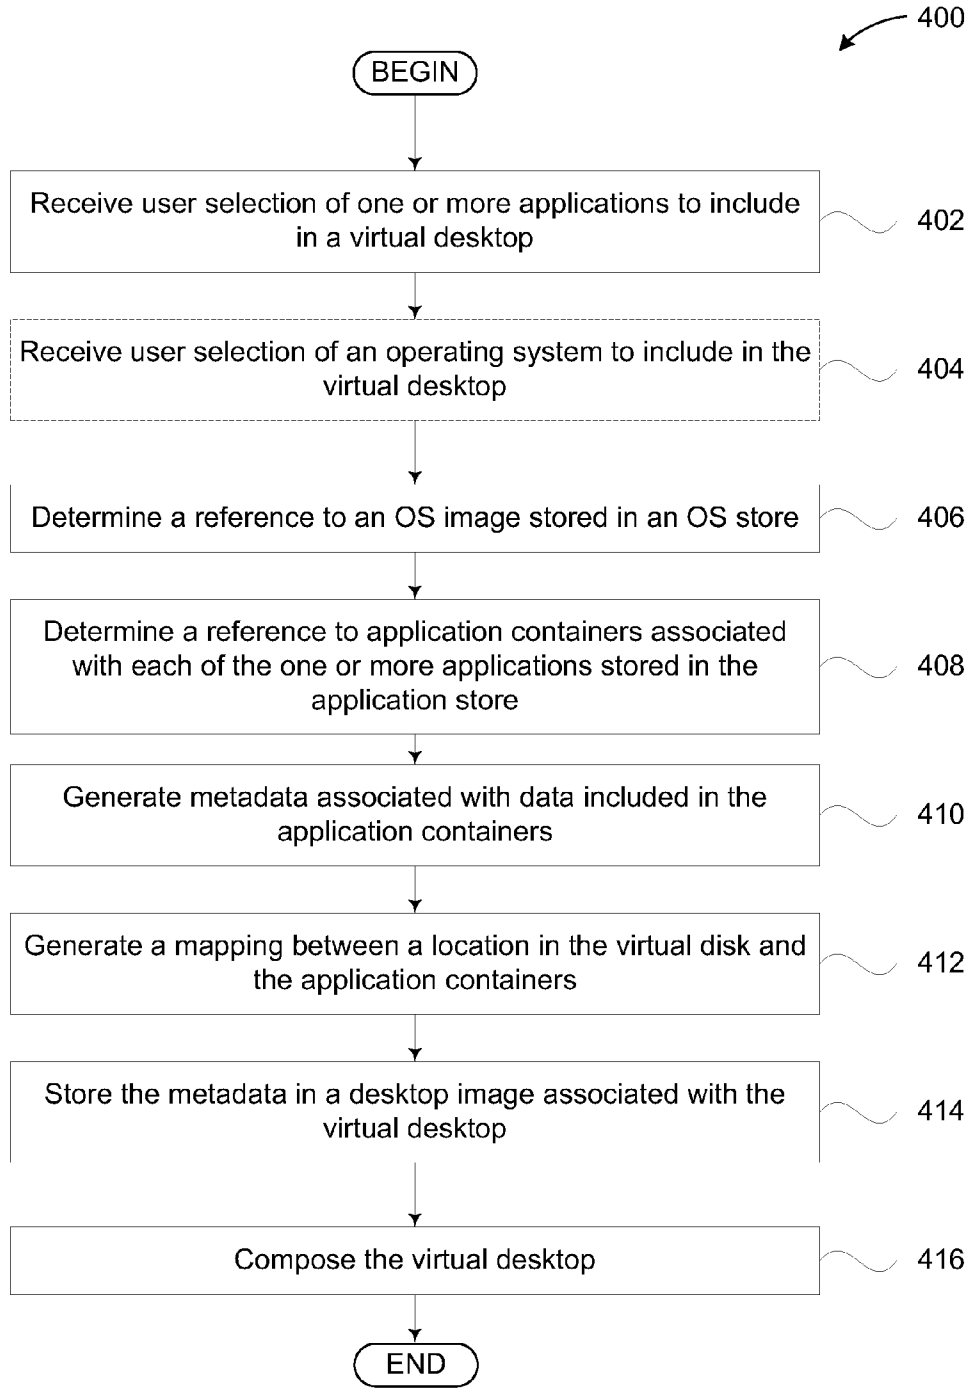 400
BEGIN
Receive user selection of one or more applications to include
in a virtual desktop
402
Receive user selection of an operating system to include in the
virtual desktop
404
Determine a reference to an OS image stored in an OS store
406
Determine a reference to application containers associated
with each of the one or more applications stored in the
application store
408
Generate metadata associated with data included in the
application containers
410
Generate a mapping between a location in the virtual disk and
the application containers
412
Store the metadata in a desktop image associated with the
virtual desktop
414
Compose the virtual desktop
416
END